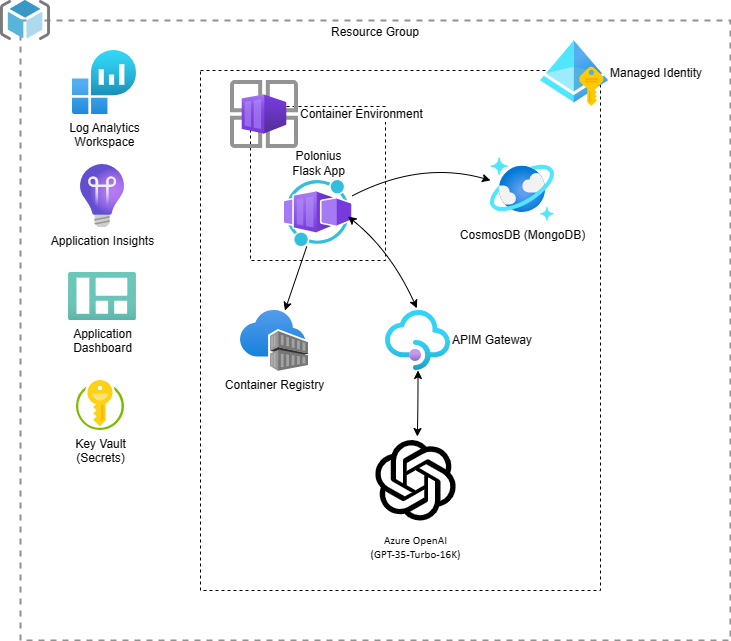 Resource Group
Managed Identity
Log Analytics
Workspace
Container Environment
Polonius
Flask App
Application Insights
CosmosDB (MongoDB)
Application
Dashboard
APIM Gateway
Container Registry
Key Vault
(Secrets)
Azure OpenAI
(GPT-35-Turbo-16K)